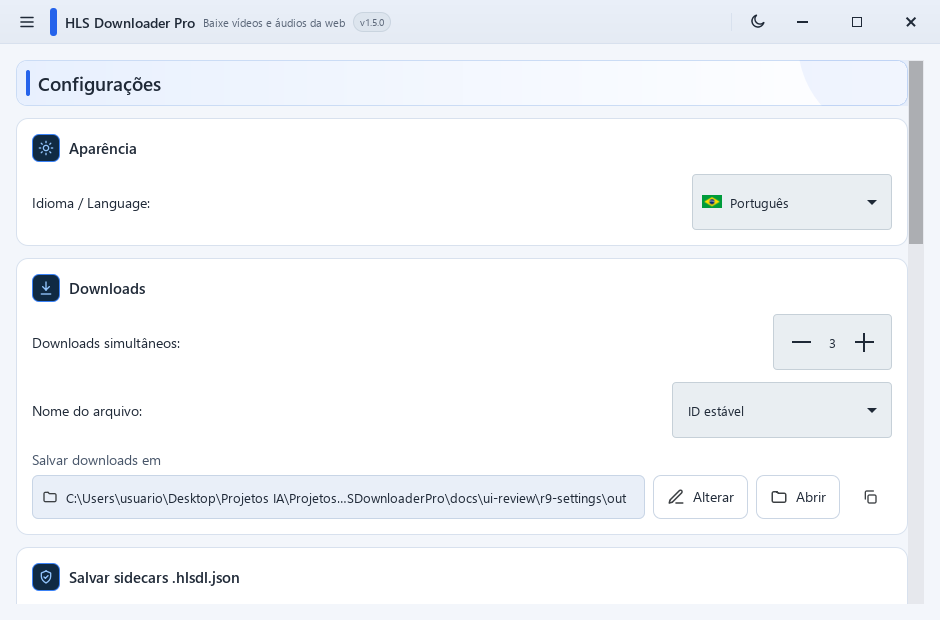 HLS Downloader Pro Baixe vídeos e áudios da web v1.5.0
Configurações
Aparência
Idioma / Language: Português
Downloads
Downloads simultâneos: 3
Nome do arquivo: ID estável
Salvar downloads em
C:\Users\usuario\Desktop\Projetos IA\Projetos...SDownloaderPro\docs\ui-review\r9-settings\out Alterar Abrir
Salvar sidecars .hlsdl.json